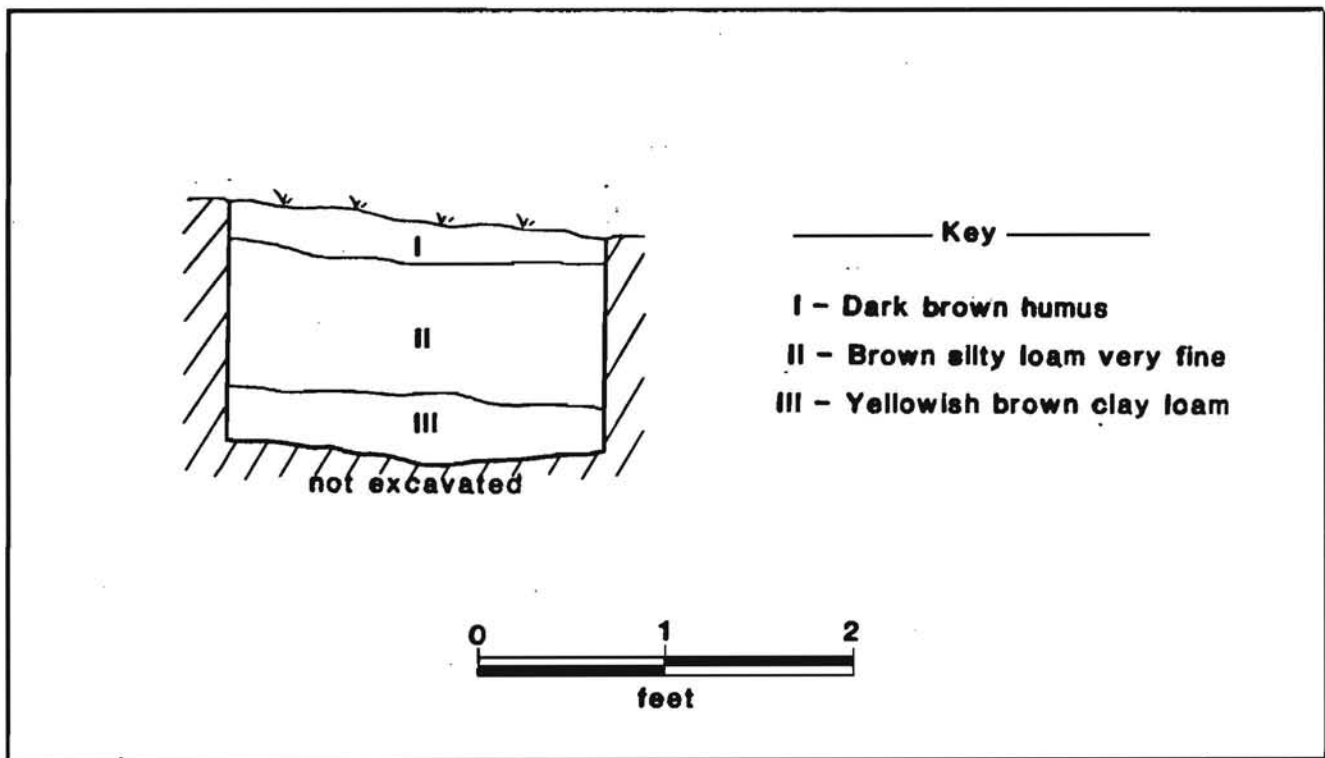 I
II
III
not excavated
Key
I – Dark brown humus
II – Brown silty loam very fine
III – Yellowish brown clay loam
0 1 2
feet